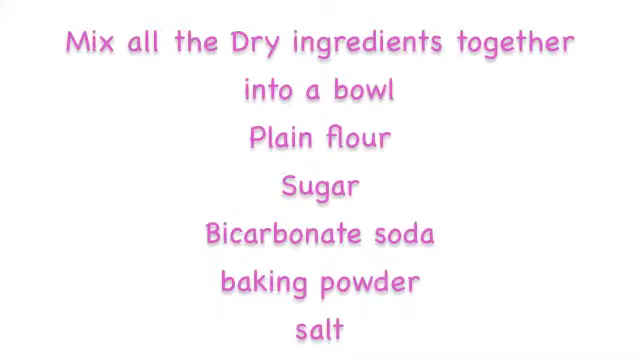 Mix all the Dry ingredients together
into a bowl
Plain flour
Sugar
Bicarbonate soda
baking powder
salt